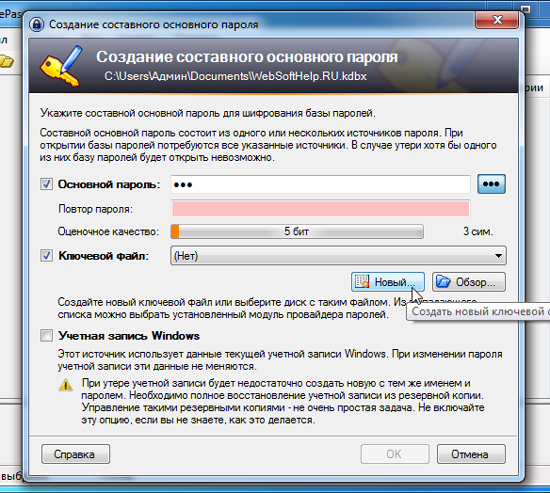 ePas
Создание составного основного пароля
Создание составного основного пароля
C:\Users\Админ\Documents\WebSoftHelp.RU.kdbx
Укажите составной основной пароль для шифрования базы паролей.
Составной основной пароль состоит из одного или нескольких источников пароля. При
открытии базы паролей потребуются все указанные источники. В случае утери хотя бы одного
из них базу паролей будет открыть невозможно.
Основной пароль: ●●● ●●●
Повтор пароля:
Оценочное качество: 5 бит 3 сим.
Ключевой файл: (Нет)
Новый... Обзор...
Создайте новый ключевой файл или выберите диск с таким файлом. Из
списка можно выбрать установленный модуль провайдера паролей.
Создать новый ключевой
Учетная запись Windows
Этот источник использует данные текущей учетной записи Windows. При изменении пароля
учетной записи эти данные не меняются.
При утере учетной записи будет недостаточно создать новую с тем же именем и
паролем. Необходимо полное восстановление учетной записи из резервной копии.
Управление такими резервными копиями - не очень простая задача. Не включайте
эту опцию, если вы не знаете, как это делается.
Справка OK Отмена